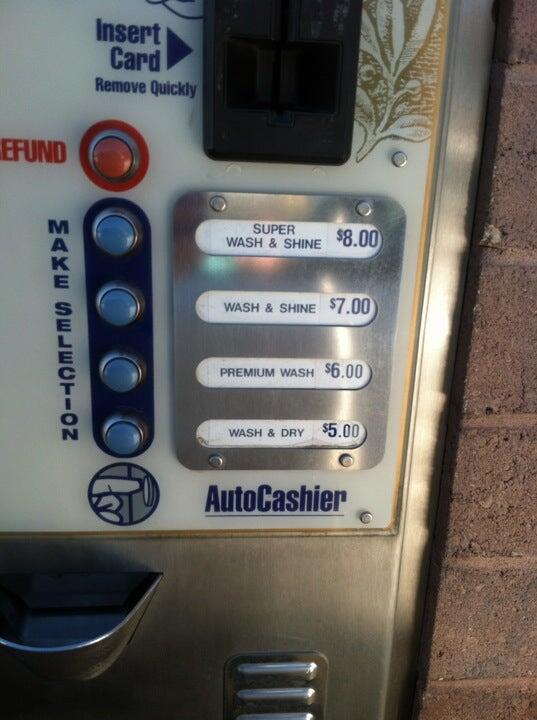 Insert
Card
Remove Quickly
REFUND
MAKE SELECTION
SUPER
WASH & SHINE $8.00
WASH & SHINE $7.00
PREMIUM WASH $6.00
WASH & DRY $5.00
AutoCashier